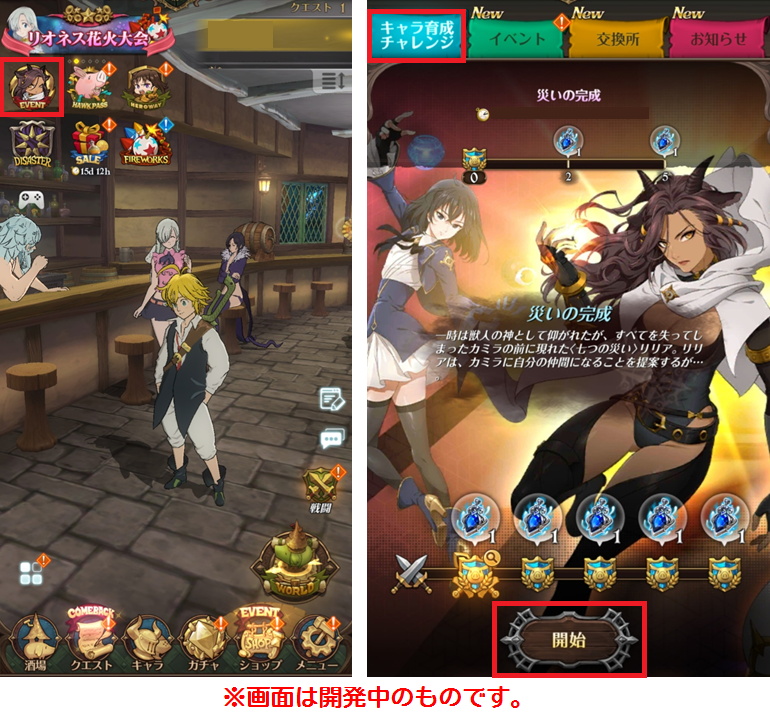 クエスト 1
リオネス花火大会
EVENT
HAWK PASS
HEROWAY
DISASTER
SALE
FIREWORKS
15d 12h
戦闘
WORLD
COMEBACK
EVENT
SHOP
酒場
クエスト
キャラ
ガチャ
ショップ
メニュー
キャラ育成
チャレンジ
New
イベント
New
交換所
New
お知らせ
災いの完成
1
1
0
2
5
災いの完成
一時は獣人の神として仰がれたが、すべてを失ってし
まったカミラの前に現れた〈七つの災い〉リリア。リリ
アは、カミラに自分の仲間になることを提案するが…
。
1
1
1
1
1
開始
※画面は開発中のものです。